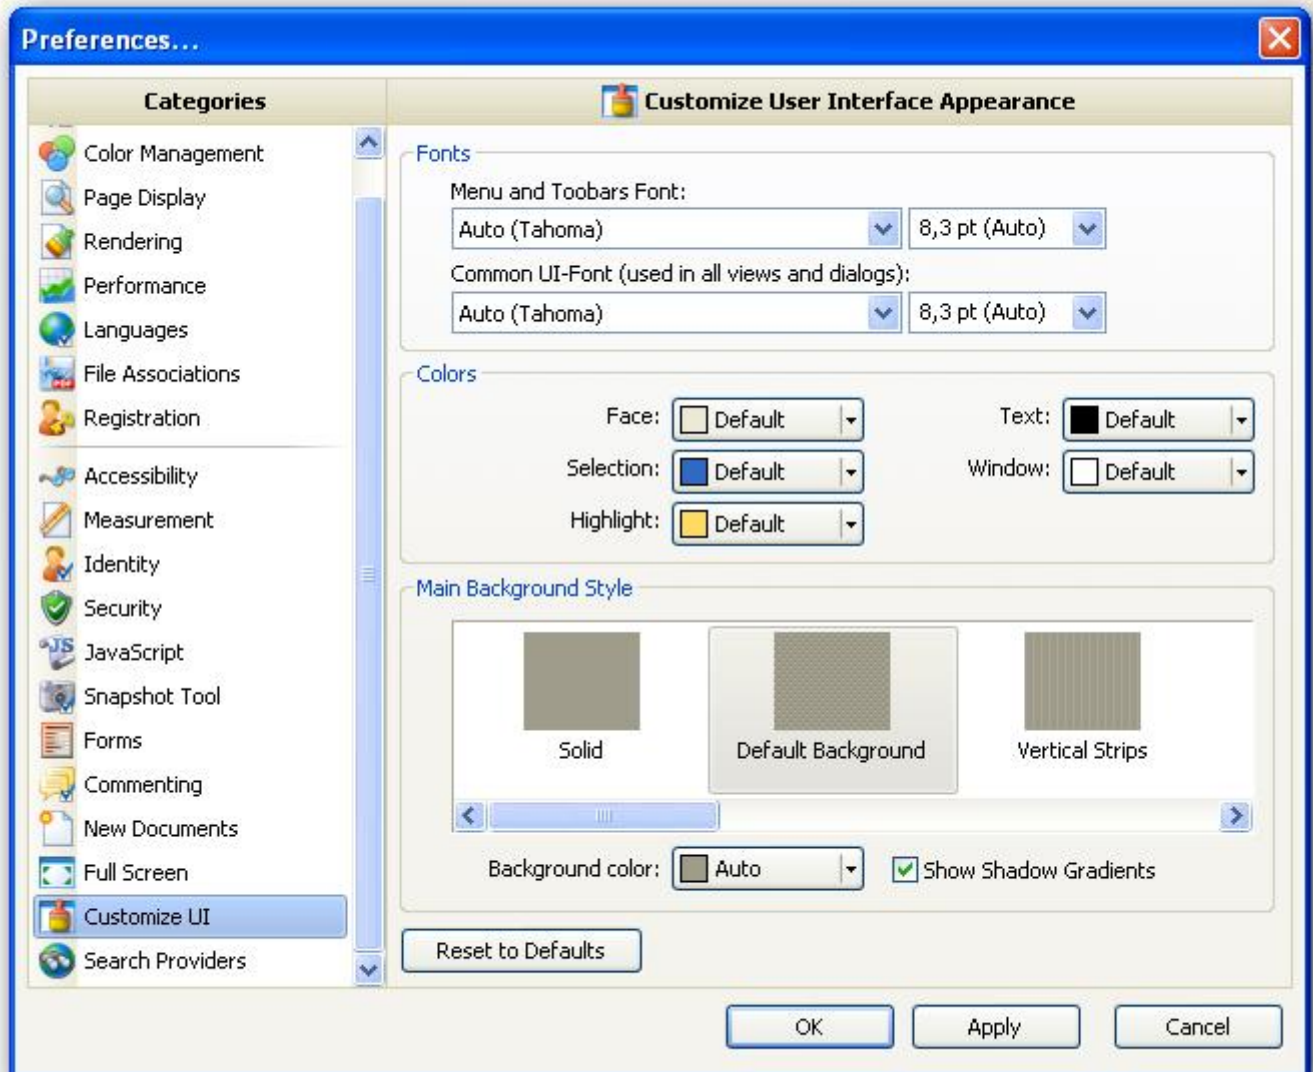 Preferences...
Categories
Color Management
Page Display
Rendering
Performance
Languages
File Associations
Registration
Accessibility
Measurement
Identity
Security
JavaScript
Snapshot Tool
Forms
Commenting
New Documents
Full Screen
Customize UI
Search Providers
Customize User Interface Appearance
Fonts
Menu and Toobars Font:
Auto (Tahoma) 8,3 pt (Auto)
Common UI-Font (used in all views and dialogs):
Auto (Tahoma) 8,3 pt (Auto)
Colors
Face: Default Text: Default
Selection: Default Window: Default
Highlight: Default
Main Background Style
Solid Default Background Vertical Strips
Background color: Auto Show Shadow Gradients
Reset to Defaults
OK Apply Cancel